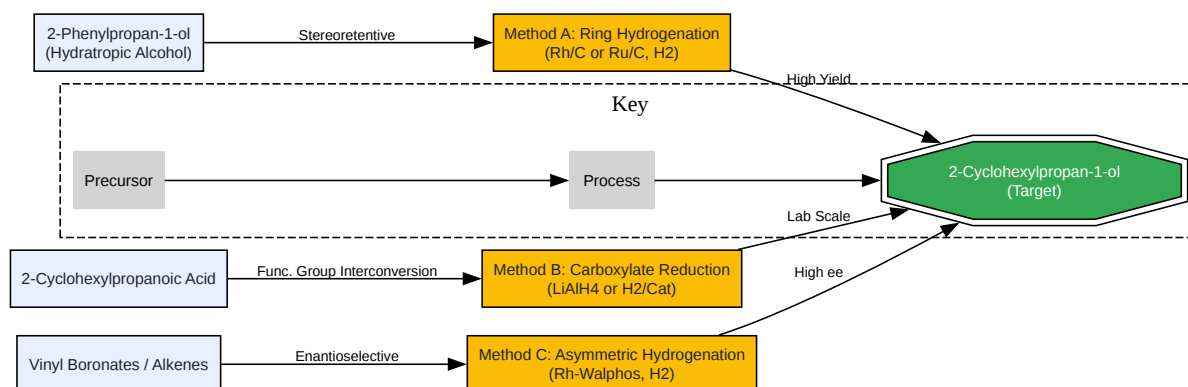 2-Phenylpropan-1-ol
(Hydratropic Alcohol)
Stereoretentive
Method A: Ring Hydrogenation
(Rh/C or Ru/C, H2)
High Yield
Key
Precursor
Process
2-Cyclohexylpropan-1-ol
(Target)
Lab Scale
2-Cyclohexylpropanoic Acid
Func. Group Interconversion
Method B: Carboxylate Reduction
(LiAlH4 or H2/Cat)
High ee
Vinyl Boronates / Alkenes
Enantioselective
Method C: Asymmetric Hydrogenation
(Rh-Walphos, H2)